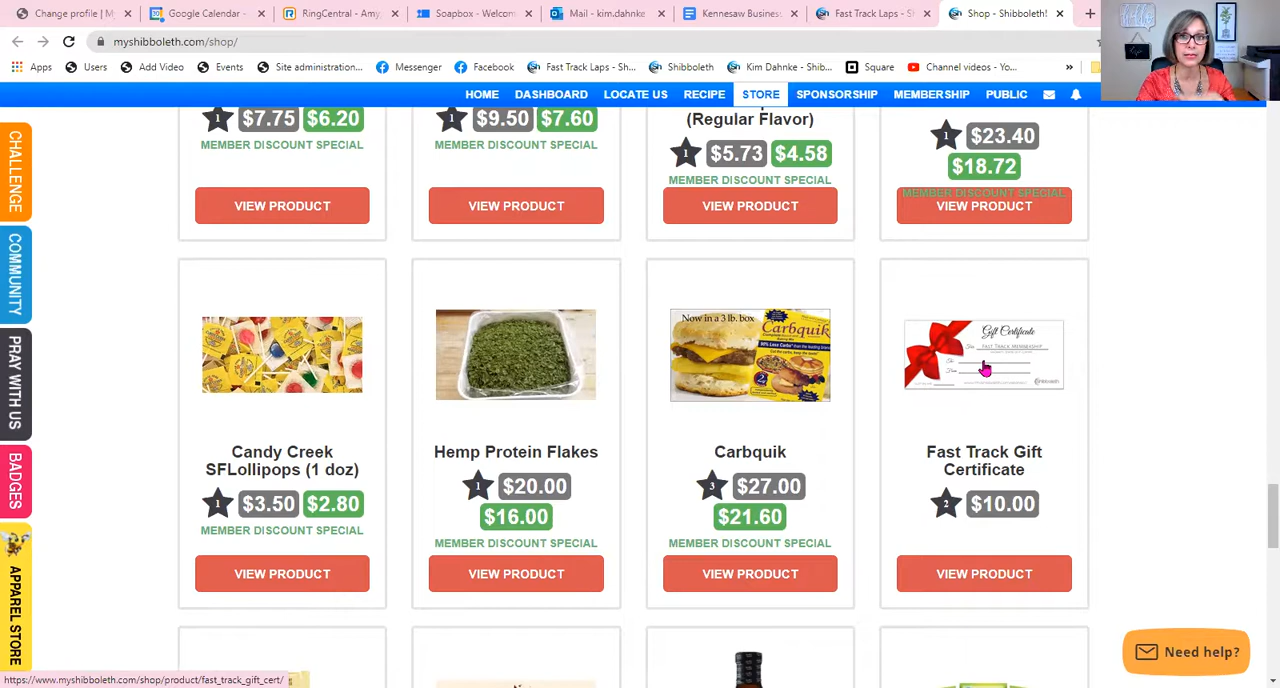 Change profile | M
Google Calendar -
RingCentral - Amy
Soapbox - Welcom
Mail - kim.dahnke
Kennesaw Busines
Fast Track Laps - S
Shop - Shibboleth!
myshibboleth.com/shop/
Apps Users Add Video Events Site administration... Messenger Fast Track Laps - Sh... Shibboleth Kim Dahnke - Shib... Square Channel videos - Yo... »
HOME DASHBOARD LOCATE US RECIPE STORE SPONSORSHIP MEMBERSHIP PUBLIC
CHALLENGE
COMMUNITY
PRAY WITH US
BADGES
APPAREL STORE
1 $7.75 $6.20
MEMBER DISCOUNT SPECIAL
VIEW PRODUCT
1 $9.50 $7.60
MEMBER DISCOUNT SPECIAL
VIEW PRODUCT
(Regular Flavor)
1 $5.73 $4.58
MEMBER DISCOUNT SPECIAL
VIEW PRODUCT
1 $23.40
$18.72
MEMBER DISCOUNT SPECIAL
VIEW PRODUCT
Candy Creek
SFLollipops (1 doz)
1 $3.50 $2.80
MEMBER DISCOUNT SPECIAL
VIEW PRODUCT
Hemp Protein Flakes
1 $20.00
$16.00
MEMBER DISCOUNT SPECIAL
VIEW PRODUCT
Now in a 3 lb. box
Carbquik
Carbquik
3 $27.00
$21.60
MEMBER DISCOUNT SPECIAL
VIEW PRODUCT
Gift Certificate
FAST TRACK MEMBERSHIP
Fast Track Gift
Certificate
2 $10.00
VIEW PRODUCT
Need help?
https://www.myshibboleth.com/shop/product/fast_track_gift_cert/